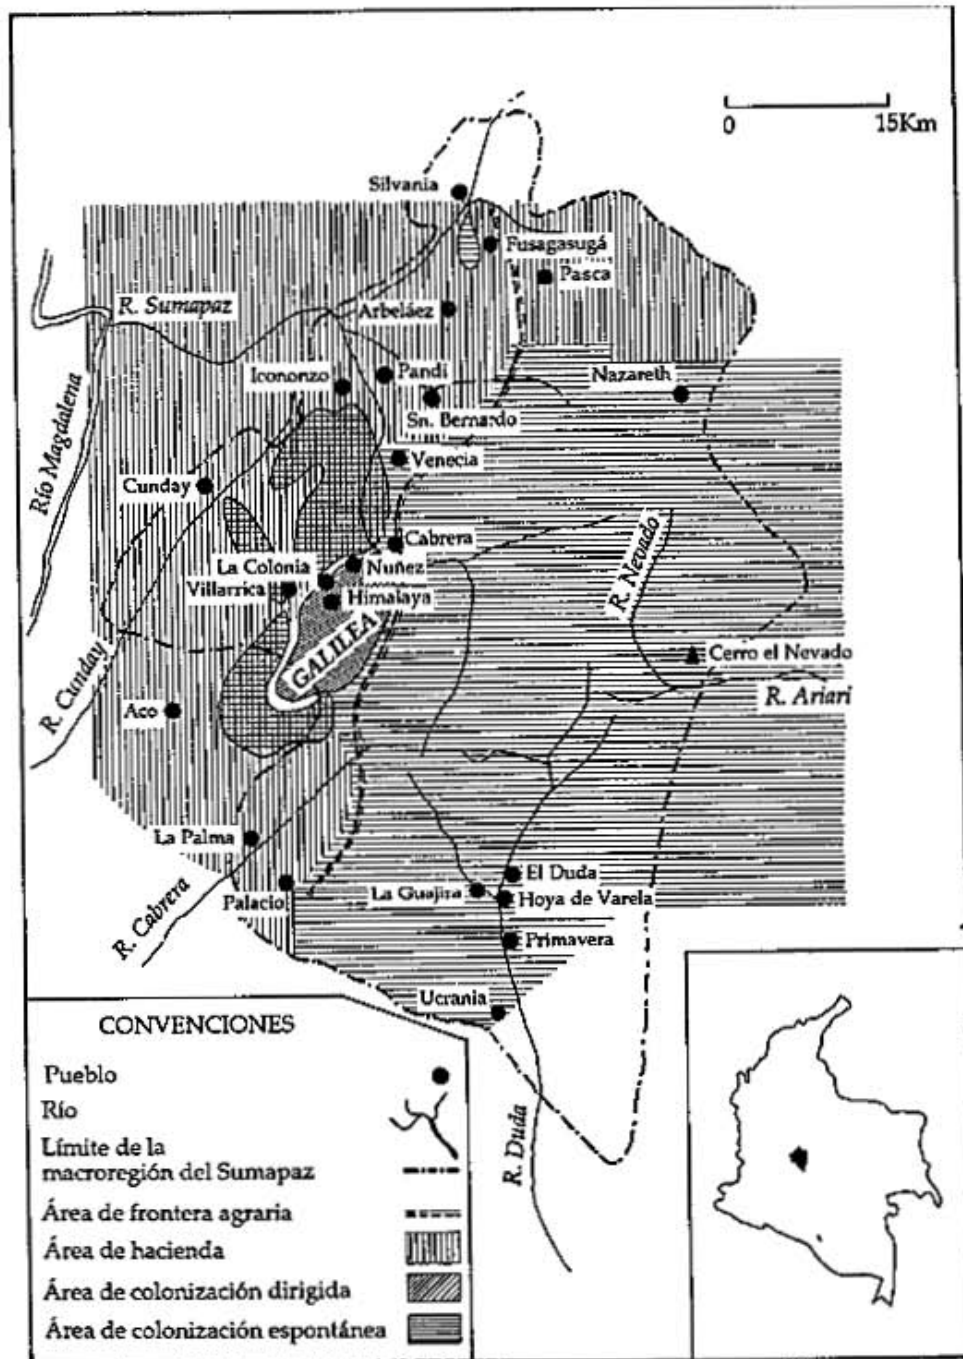 0 15Km
Silvania
Fusagasugá
Pasca
R. Sumapaz
Arbeláez
Icononzo
Pandi
Nazareth
Sn. Bernardo
Río Magdalena
Venecia
Cunday
Cabrera
R. Nevado
La Colonia
Nuñez
Villarrica
Himalaya
GALILEA
Cerro el Nevado
R. Cunday
R. Ariari
Aco
La Palma
El Duda
La Guajira
Hoya de Varela
Palacio
R. Cabrera
Primavera
Ucrania
R. Duda
CONVENCIONES
Pueblo
Río
Límite de la
macroregión del Sumapaz
Área de frontera agraria
Área de hacienda
Área de colonización dirigida
Área de colonización espontánea